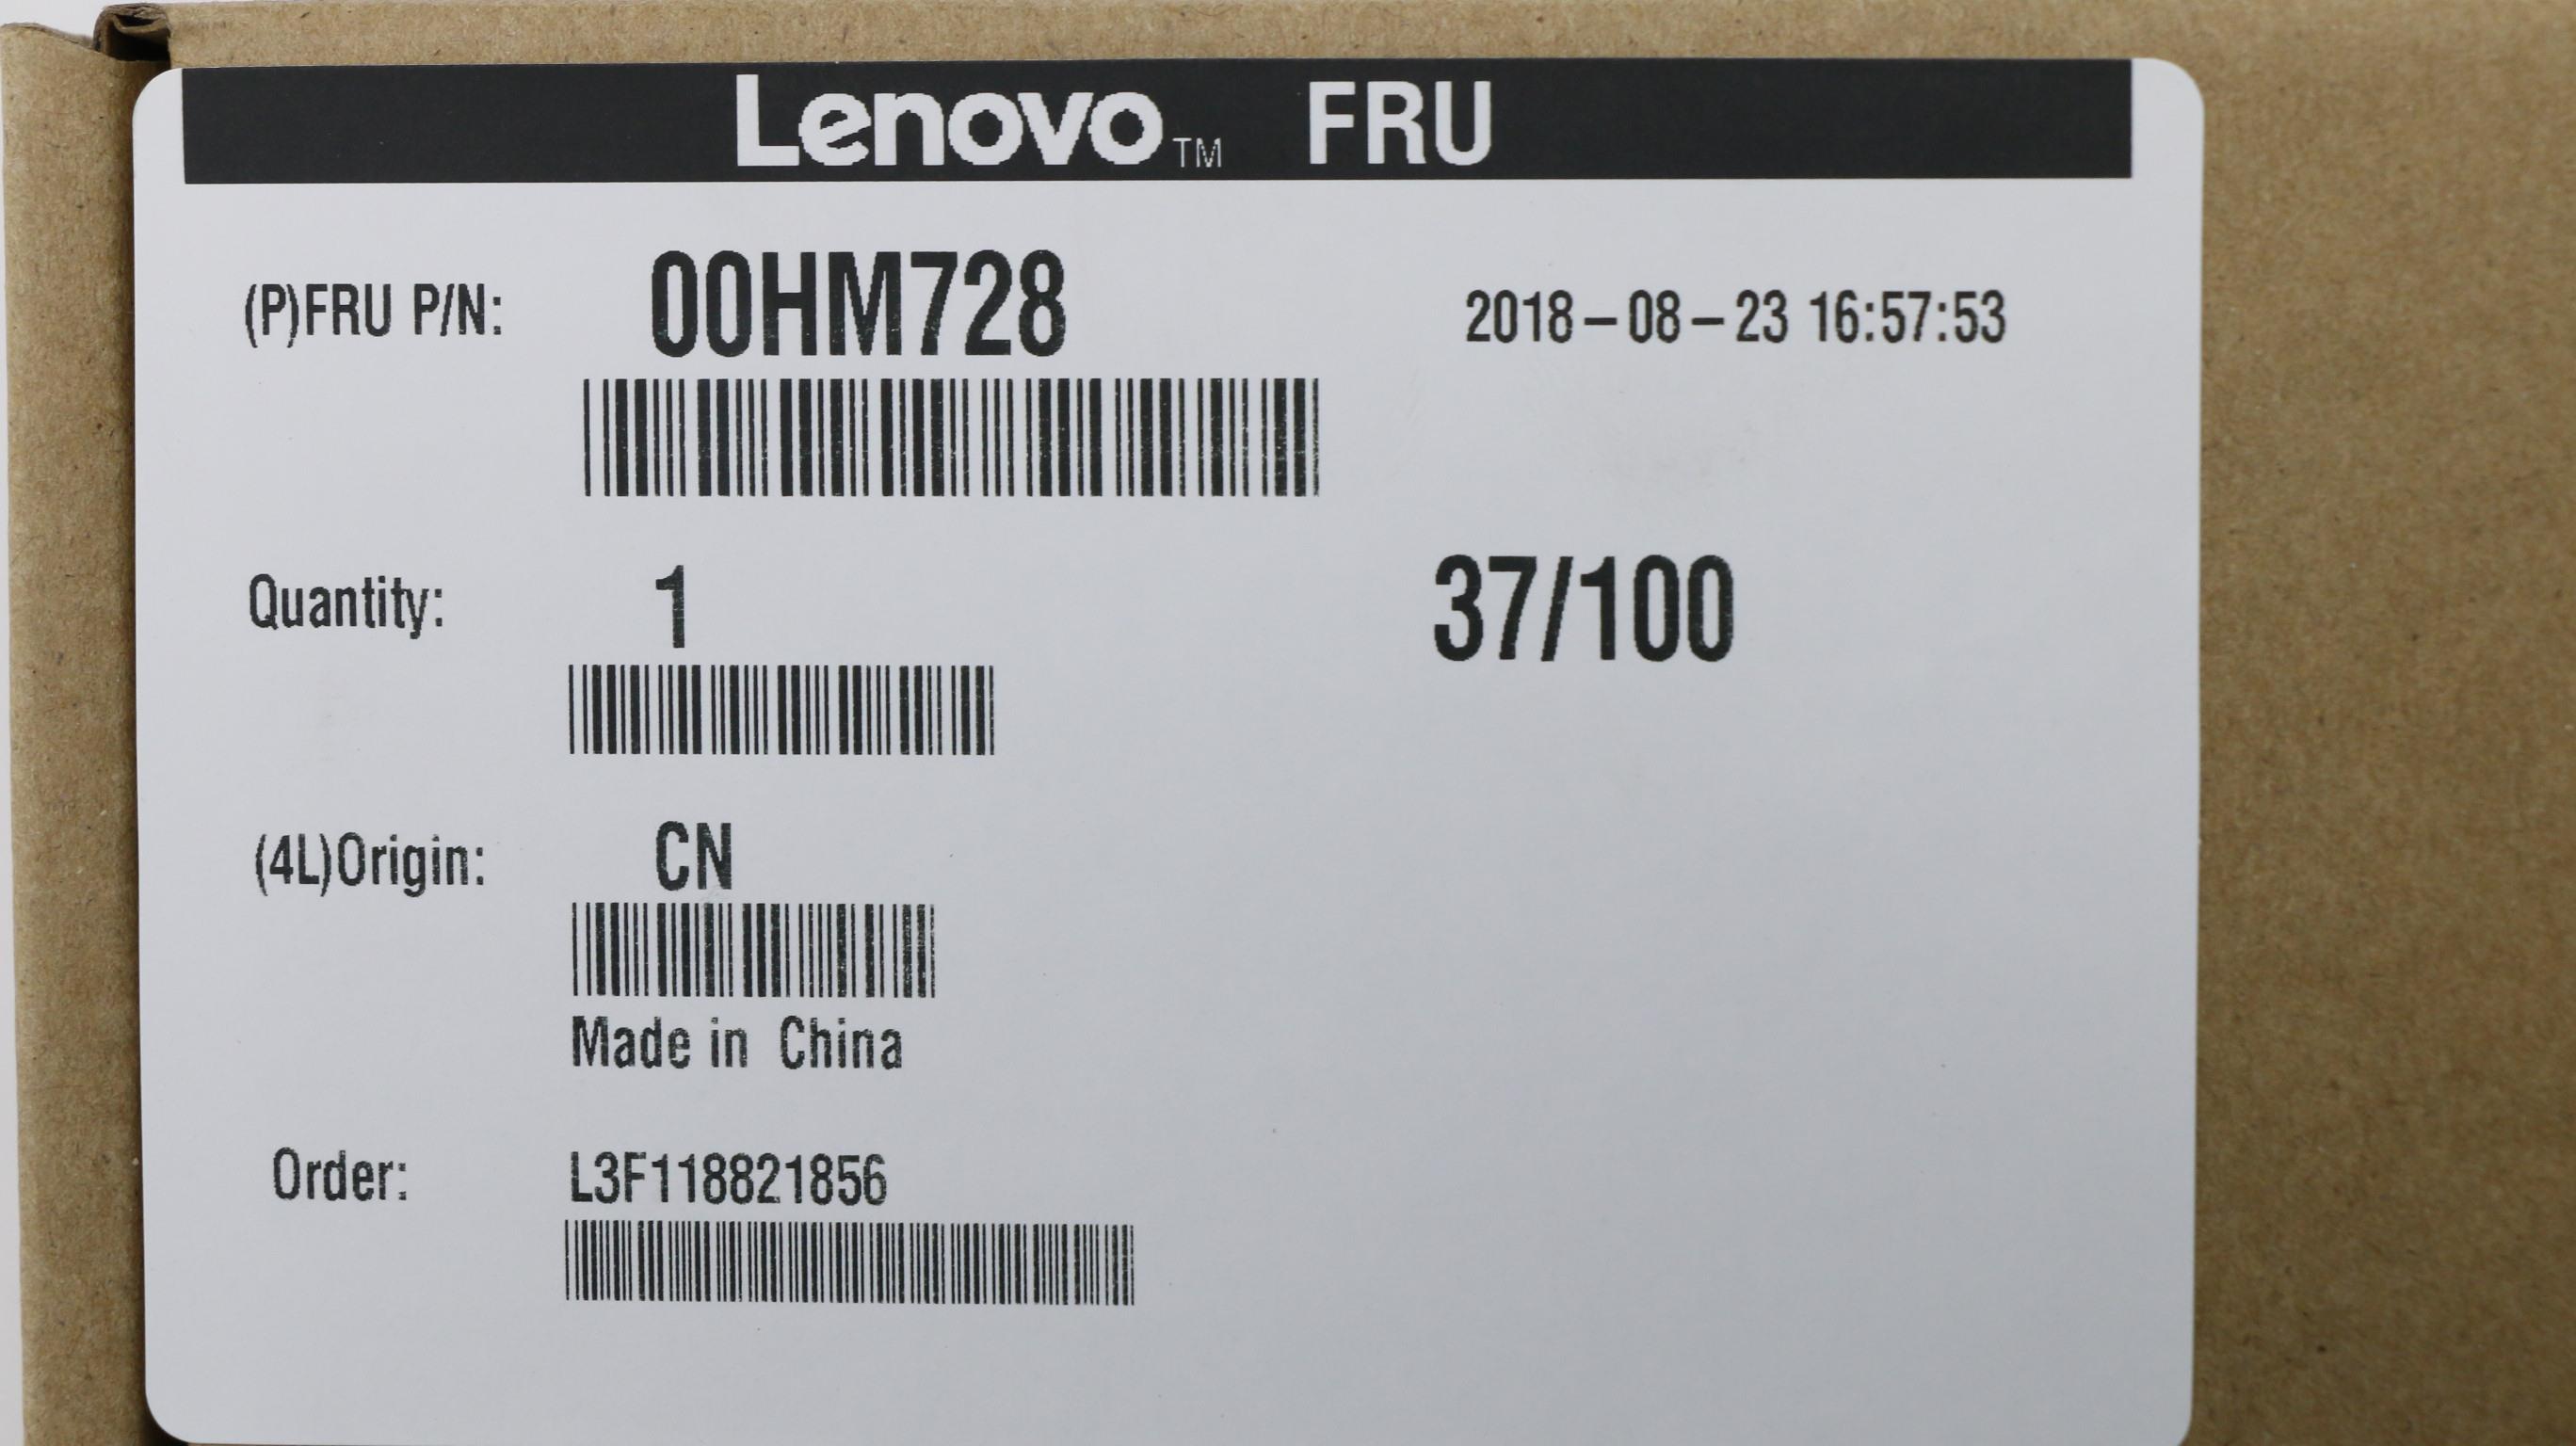 Lenovo™ FRU
(P)FRU P/N: 00HM728 2018-08-23 16:57:53
Quantity: 1 37/100
(4L)Origin: CN
Made in China
Order: L3F118821856